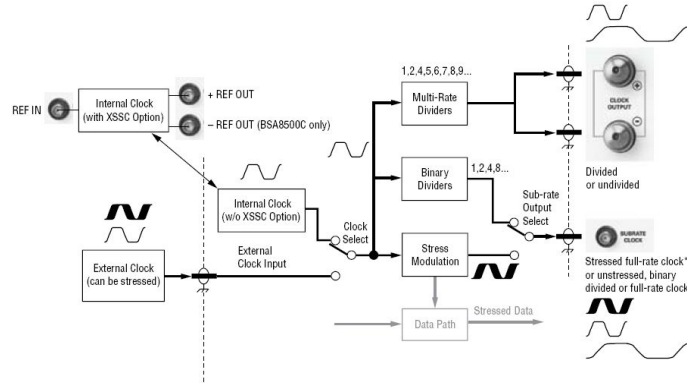 REF IN
Internal Clock
(with XSSC Option)
+ REF OUT
− REF OUT (BSA8500C only)
1,2,4,5,6,7,8,9...
Multi-Rate
Dividers
+
CLOCK
OUTPUT
−
Divided
or undivided
Internal Clock
(w/o XSSC Option)
Binary
Dividers
1,2,4,8...
Sub-rate
Output
Select
Clock
Select
External
Clock Input
External Clock
(can be stressed)
Stress
Modulation
SUBRATE
CLOCK
Stressed full-rate clock*
or unstressed, binary
divided or full-rate clock
Data Path
Stressed Data